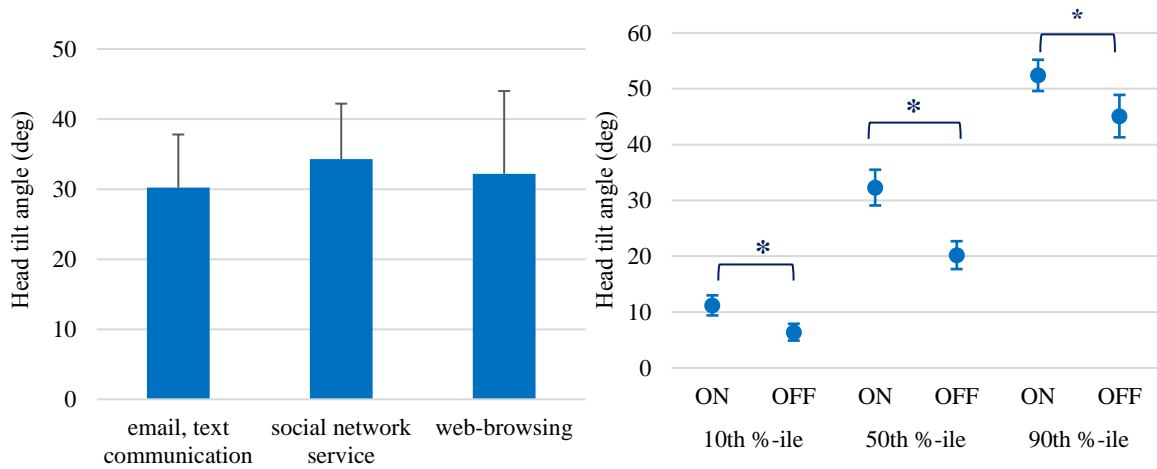 Head tilt angle (deg)
50
40
30
20
10
0
email, text communication
social network service
web-browsing
Head tilt angle (deg)
60
50
40
30
20
10
0
*
*
*
ON OFF ON OFF ON OFF
10th %-ile 50th %-ile 90th %-ile